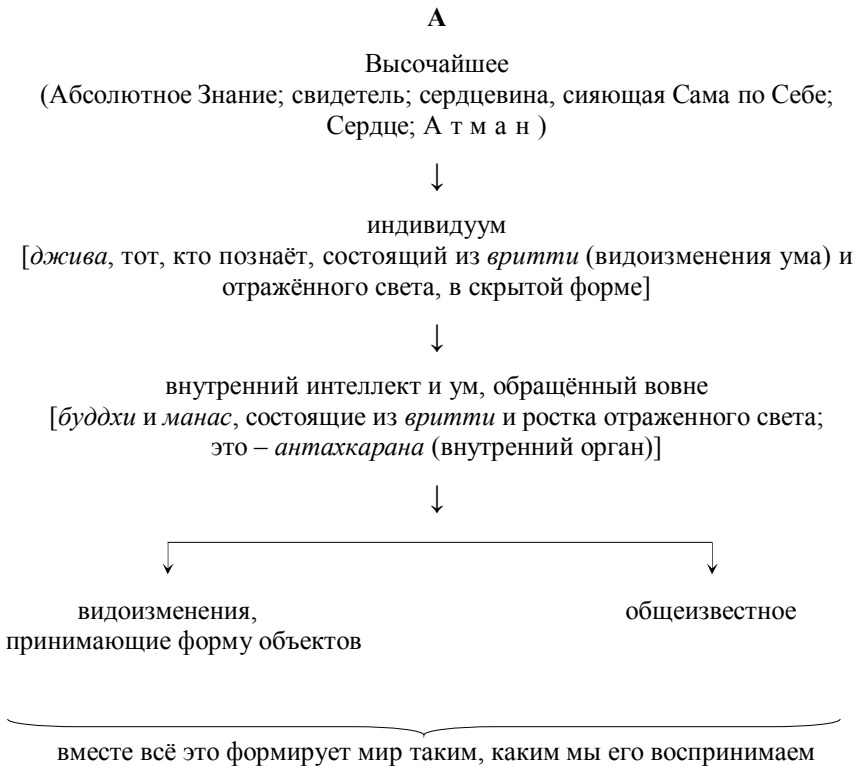 А
Высочайшее
(Абсолютное Знание; свидетель; сердцевина, сияющая Сама по Себе;
Сердце; А т м а н )
↓
индивидуум
[джива, тот, кто познаёт, состоящий из вритти (видоизменения ума) и
отражённого света, в скрытой форме]
↓
внутренний интеллект и ум, обращённый вовне
[буддхи и манас, состоящие из вритти и ростка отраженного света;
это – антахкарана (внутренний орган)]
↓
видоизменения,
принимающие форму объектов
общеизвестное
вместе всё это формирует мир таким, каким мы его воспринимаем